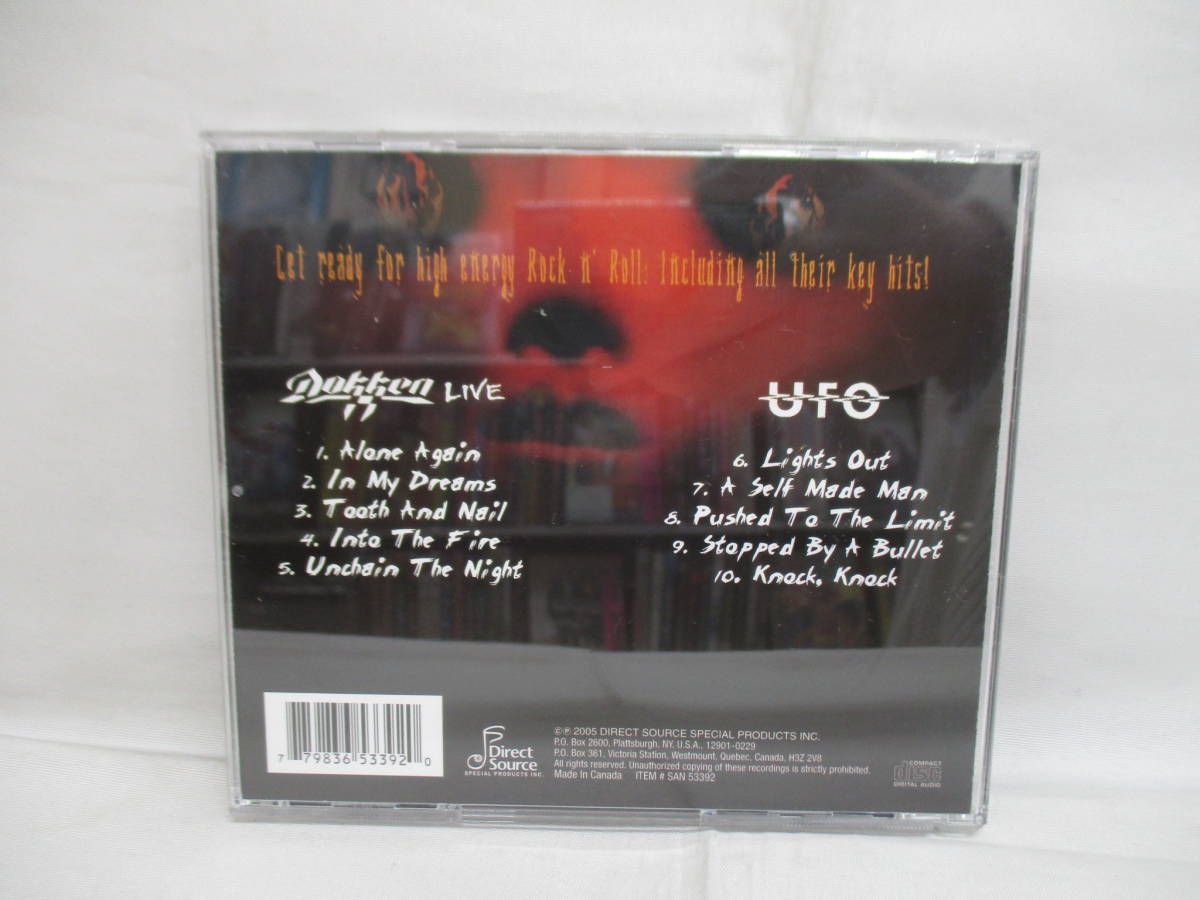 Get ready for high energy Rock n' Roll. Including all their key hits!
Dokken LIVE
1. Alone Again
2. In My Dreams
3. Tooth And Nail
4. Into The Fire
5. Unchain The Night
UFO
6. Lights Out
7. A Self Made Man
8. Pushed To The Limit
9. Stopped By A Bullet
10. Knock, Knock
7 79836 53392 0
Direct
Source
SPECIAL PRODUCTS INC.
©℗ 2005 DIRECT SOURCE SPECIAL PRODUCTS INC.
P.O. Box 2600, Plattsburgh, NY. U.S.A., 12901-0229
P.O. Box 361, Victoria Station, Westmount, Quebec, Canada, H3Z 2V8
All rights reserved. Unauthorized copying of these recordings is strictly prohibited.
Made In Canada ITEM # SAN 53392
COMPACT
disc
DIGITAL AUDIO